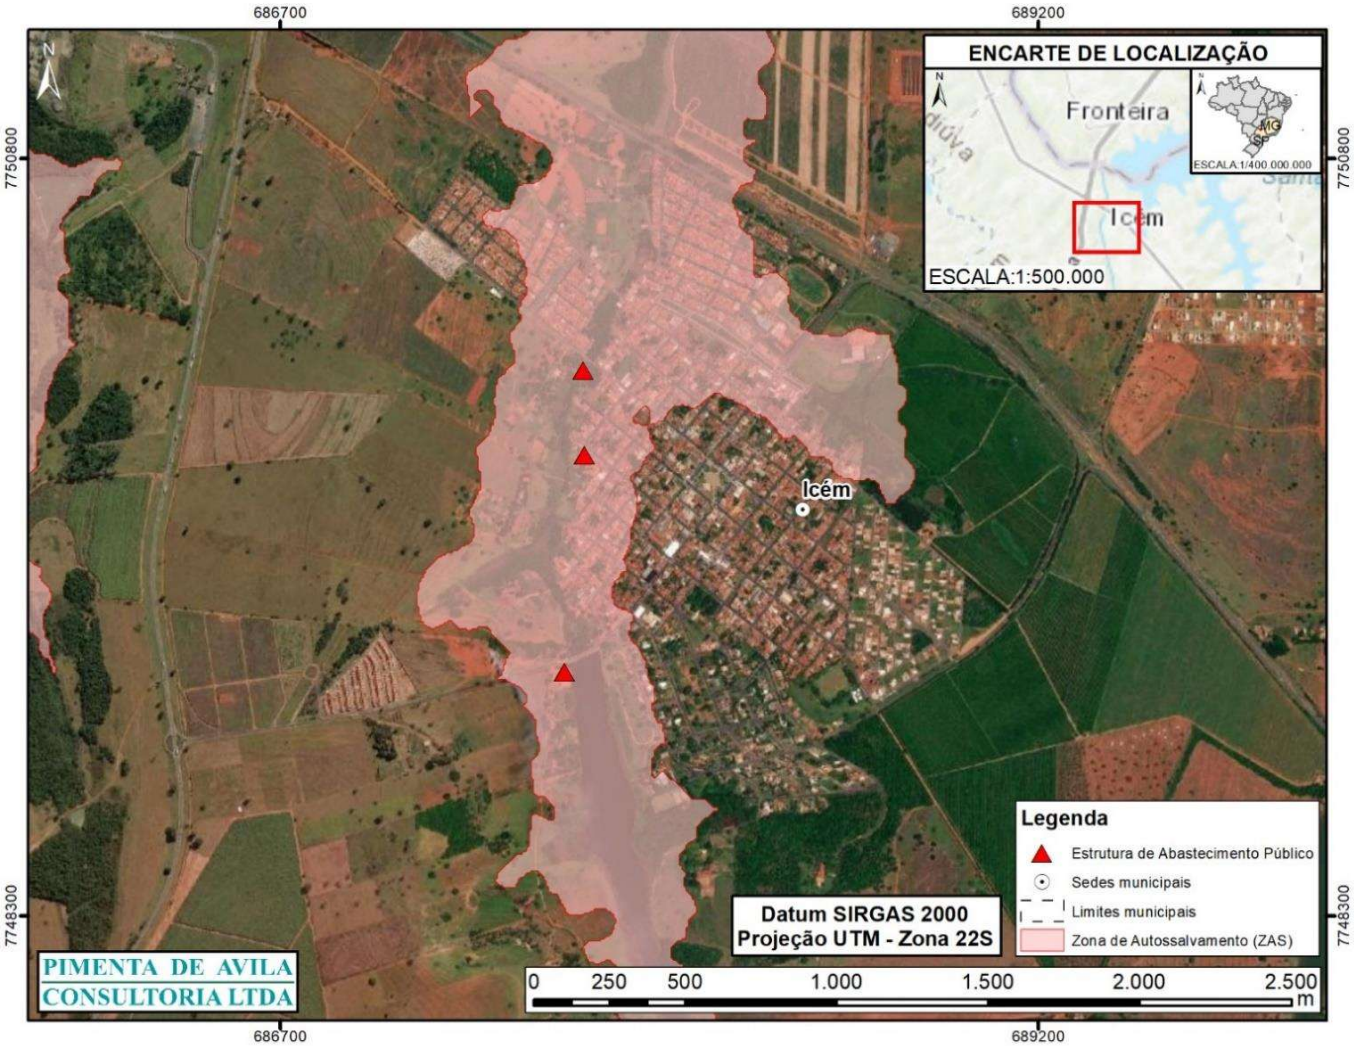 686700
689200
N
ENCARTE DE LOCALIZAÇÃO
N
Fronteira
diúva
N
MG
SP
ESCALA:1/400.000.000
Icém
a
ESCALA:1:500.000
7750800
7750800
Icém
Legenda
Estrutura de Abastecimento Público
Sedes municipais
Limites municipais
Zona de Autossalvamento (ZAS)
Datum SIRGAS 2000
Projeção UTM - Zona 22S
7748300
7748300
PIMENTA DE AVILA
CONSULTORIA LTDA
0 250 500 1.000 1.500 2.000 2.500
m
686700
689200